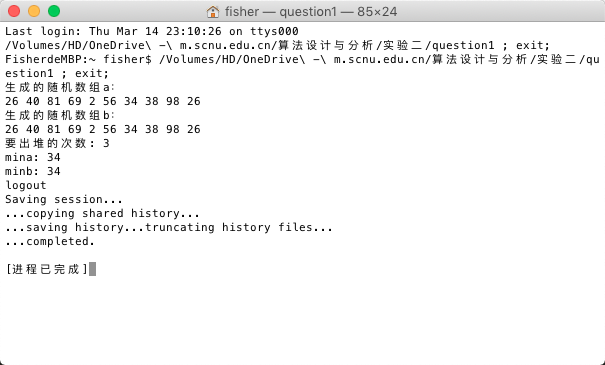 fisher — question1 — 85×24
Last login: Thu Mar 14 23:10:26 on ttys000
/Volumes/HD/OneDrive\ -\ m.scnu.edu.cn/算法设计与分析/实验二/question1 ; exit;
FisherdeMBP:~ fisher$ /Volumes/HD/OneDrive\ -\ m.scnu.edu.cn/算法设计与分析/实验二/qu
estion1 ; exit;
生成的随机数组a：
26 40 81 69 2 56 34 38 98 26
生成的随机数组b：
26 40 81 69 2 56 34 38 98 26
要出堆的次数: 3
mina: 34
minb: 34
logout
Saving session...
...copying shared history...
...saving history...truncating history files...
...completed.
[进程已完成]